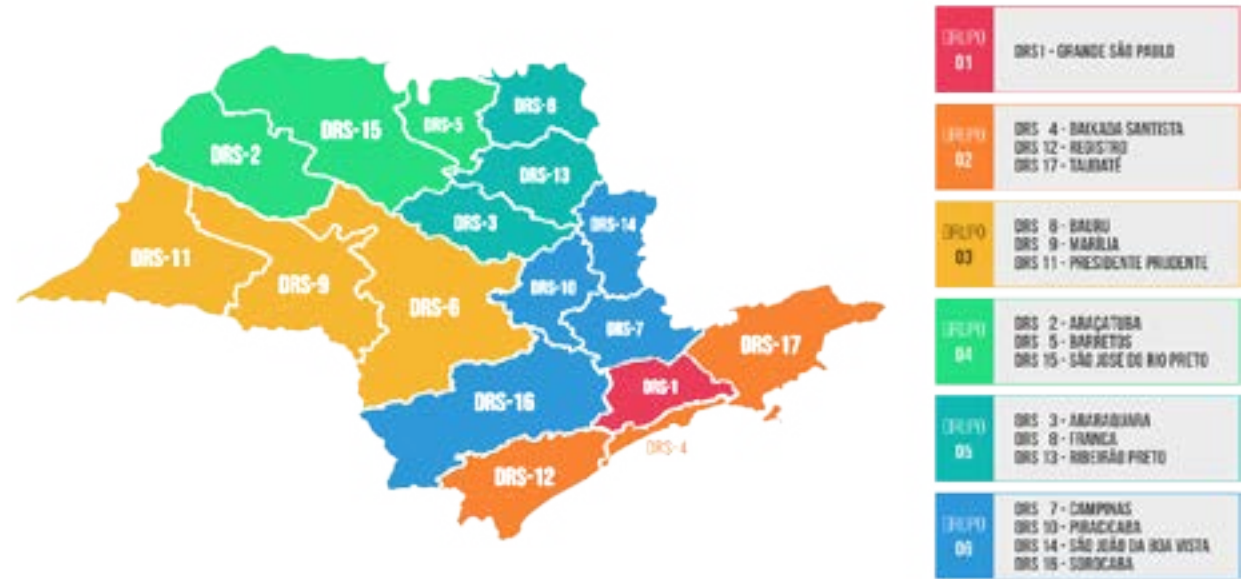 DRS-8
DRS-15
DRS-5
DRS-2
DRS-13
DRS-3
DRS-14
DRS-11
DRS-9
DRS-10
DRS-6
DRS-7
DRS-17
DRS-1
DRS-16
DRS-4
DRS-12
GRUPO
01
DRS 1 - GRANDE SÃO PAULO
GRUPO
02
DRS 4 - BAIXADA SANTISTA
DRS 12 - REGISTRO
DRS 17 - TAUBATÉ
GRUPO
03
DRS 6 - BAURU
DRS 9 - MARÍLIA
DRS 11 - PRESIDENTE PRUDENTE
GRUPO
04
DRS 2 - ARAÇATUBA
DRS 5 - BARRETOS
DRS 15 - SÃO JOSÉ DO RIO PRETO
GRUPO
05
DRS 3 - ARARAQUARA
DRS 8 - FRANCA
DRS 13 - RIBEIRÃO PRETO
GRUPO
06
DRS 7 - CAMPINAS
DRS 10 - PIRACICABA
DRS 14 - SÃO JOÃO DA BOA VISTA
DRS 16 - SOROCABA